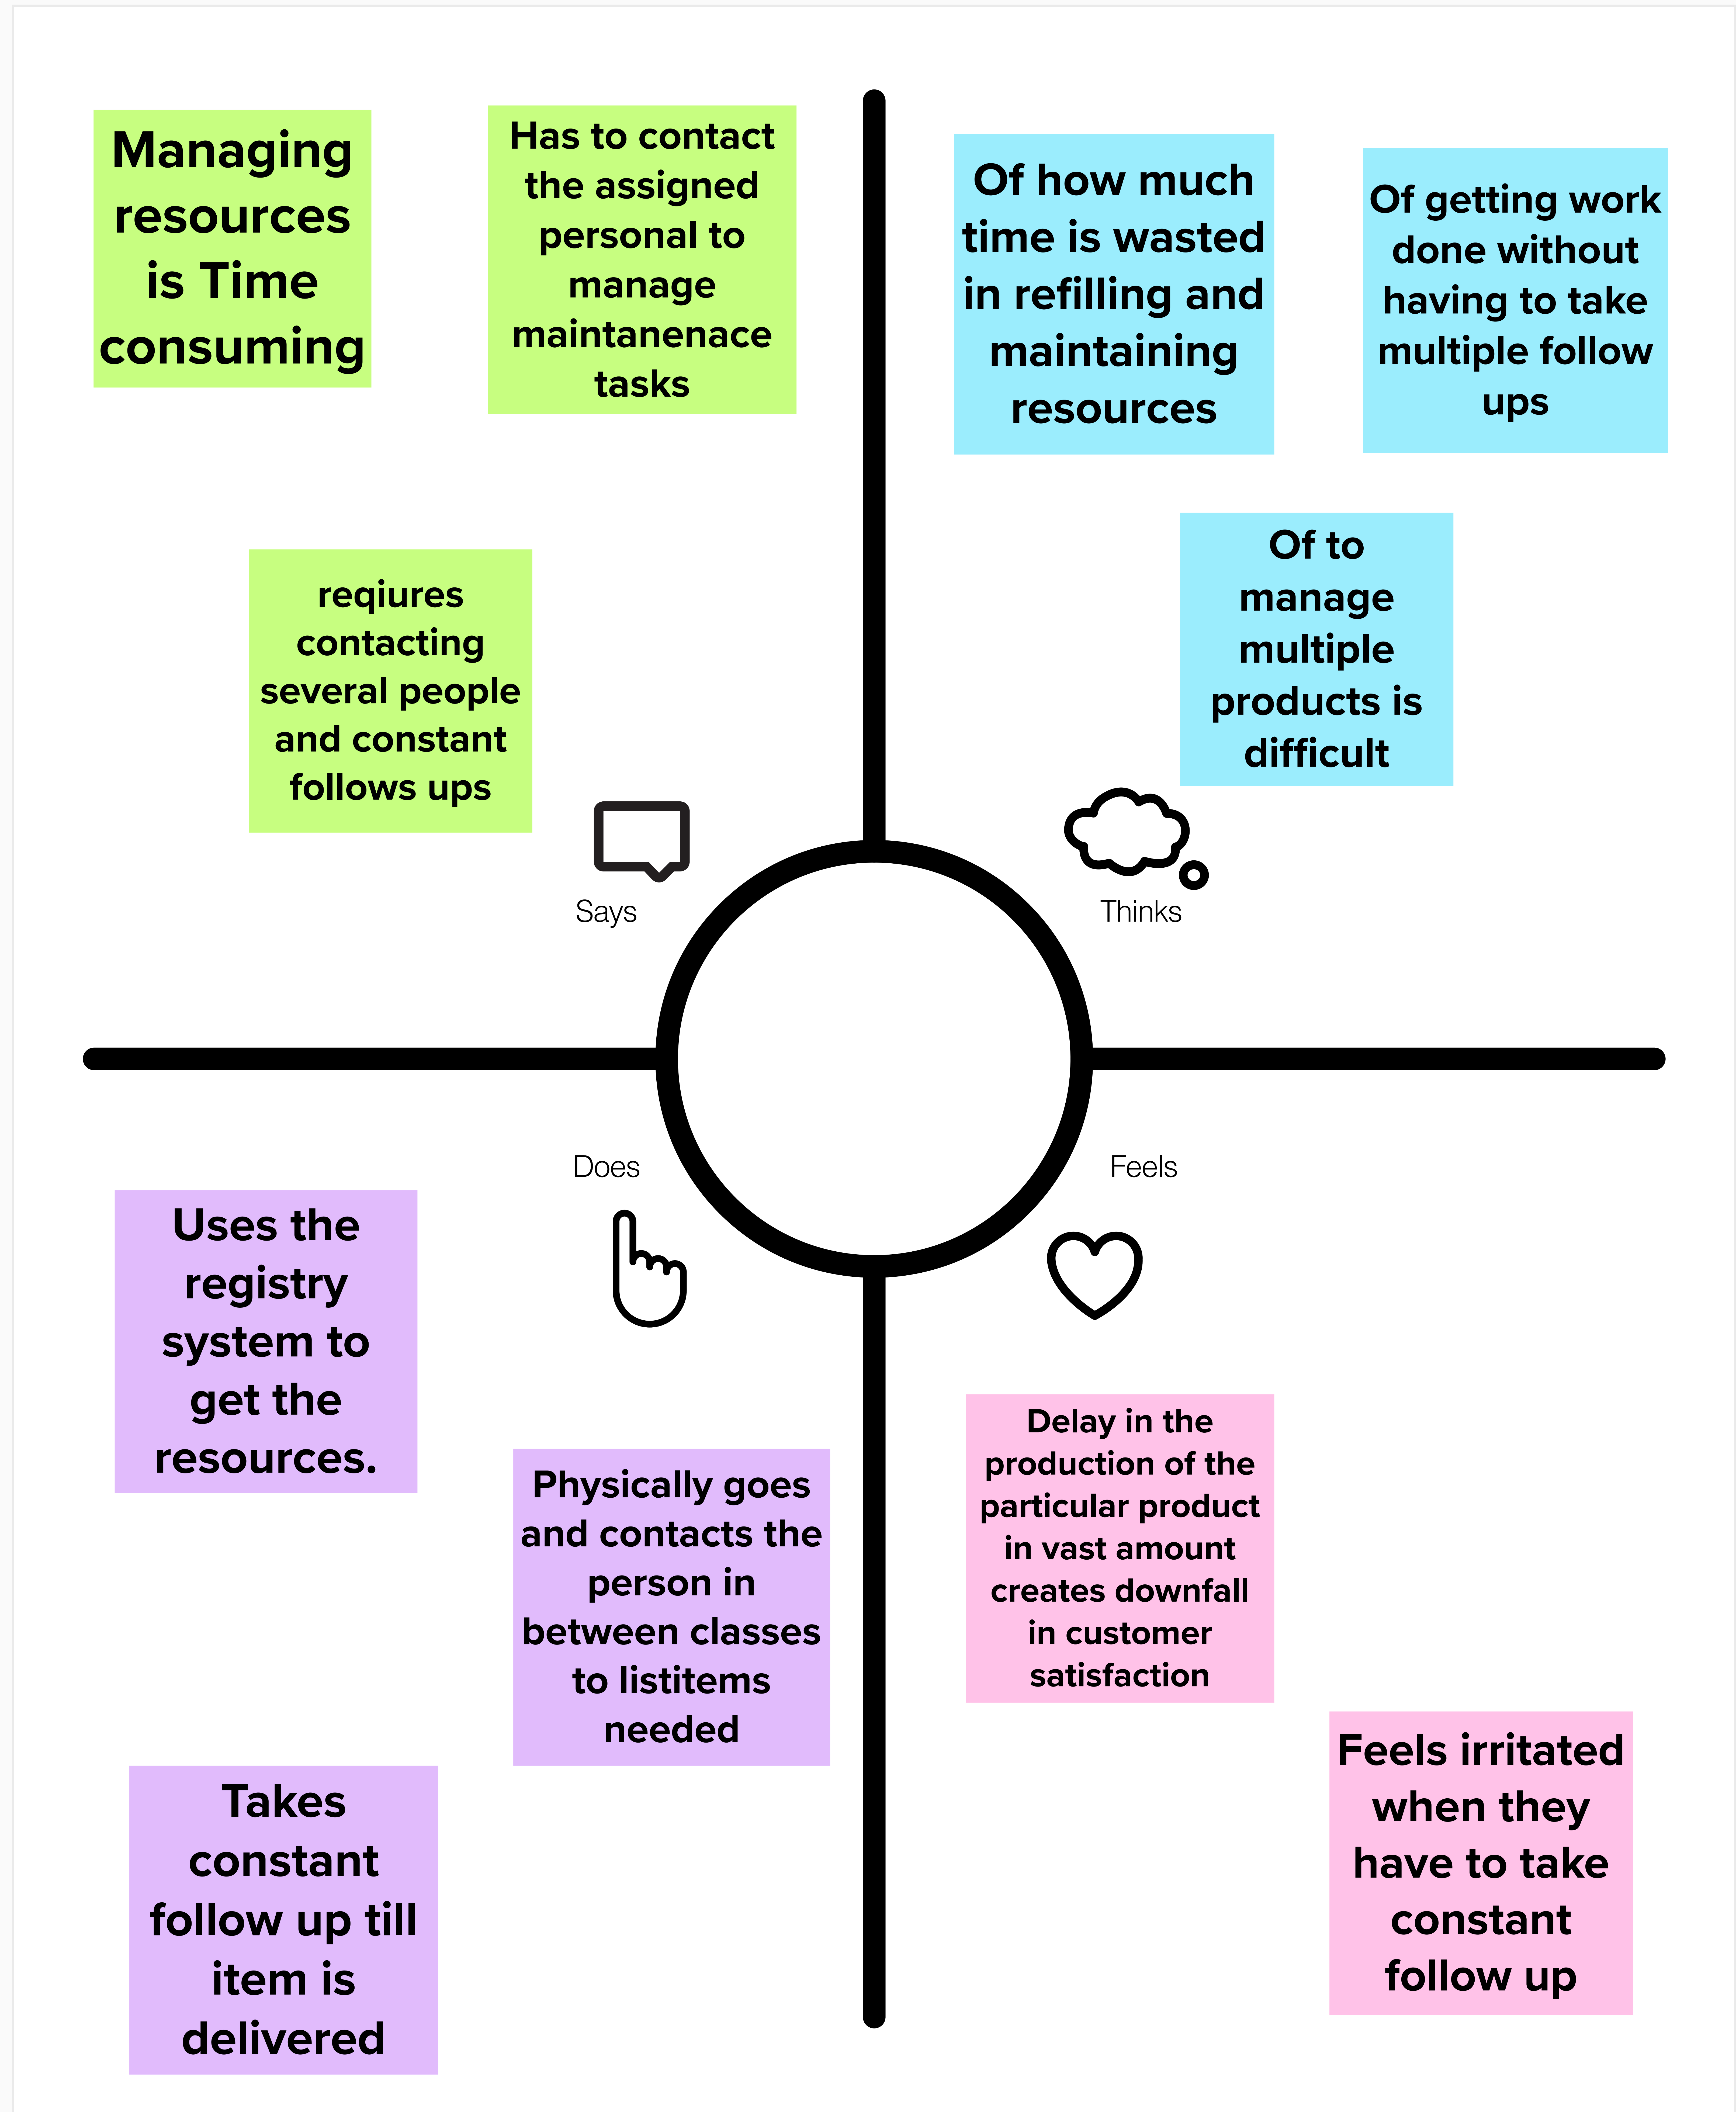 Managing
resources
is Time
consuming
Has to contact
the assigned
personal to
manage
maintanenace
tasks
reqiures
contacting
several people
and constant
follows ups
Says
Of how much
time is wasted
in refilling and
maintaining
resources
Of getting work
done without
having to take
multiple follow
ups
Of to
manage
multiple
products is
difficult
Thinks
Does
Uses the
registry
system to
get the
resources.
Physically goes
and contacts the
person in
between classes
to listitems
needed
Takes
constant
follow up till
item is
delivered
Feels
Delay in the
production of the
particular product
in vast amount
creates downfall
in customer
satisfaction
Feels irritated
when they
have to take
constant
follow up